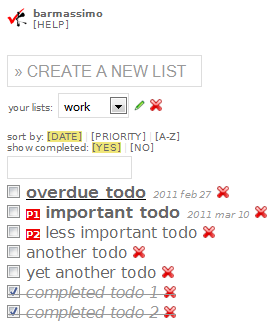 barmassimo
[HELP]
» CREATE A NEW LIST
your lists: work
sort by: [DATE] | [PRIORITY] | [A-Z]
show completed: [YES] | [NO]
overdue todo 2011 feb 27
P1 important todo 2011 mar 10
P2 less important todo
another todo
yet another todo
completed todo 1
completed todo 2